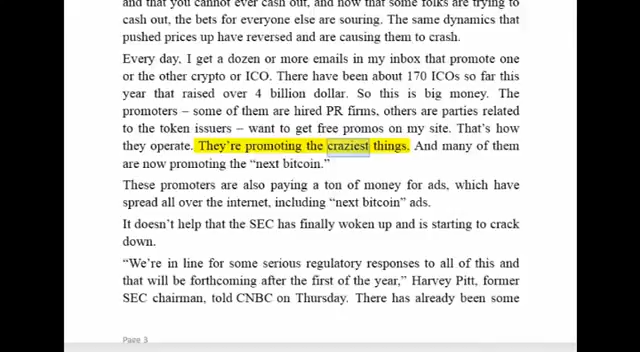 and that you cannot ever cash out, and now that some folks are trying to
cash out, the bets for everyone else are souring. The same dynamics that
pushed prices up have reversed and are causing them to crash.
Every day, I get a dozen or more emails in my inbox that promote one
or the other crypto or ICO. There have been about 170 ICOs so far this
year that raised over 4 billion dollar. So this is big money. The
promoters – some of them are hired PR firms, others are parties related
to the token issuers – want to get free promos on my site. That’s how
they operate. They’re promoting the craziest things. And many of them
are now promoting the “next bitcoin.”
These promoters are also paying a ton of money for ads, which have
spread all over the internet, including “next bitcoin” ads.
It doesn’t help that the SEC has finally woken up and is starting to crack
down.
“We’re in line for some serious regulatory responses to all of this and
that will be forthcoming after the first of the year,” Harvey Pitt, former
SEC chairman, told CNBC on Thursday. There has already been some
Page 3